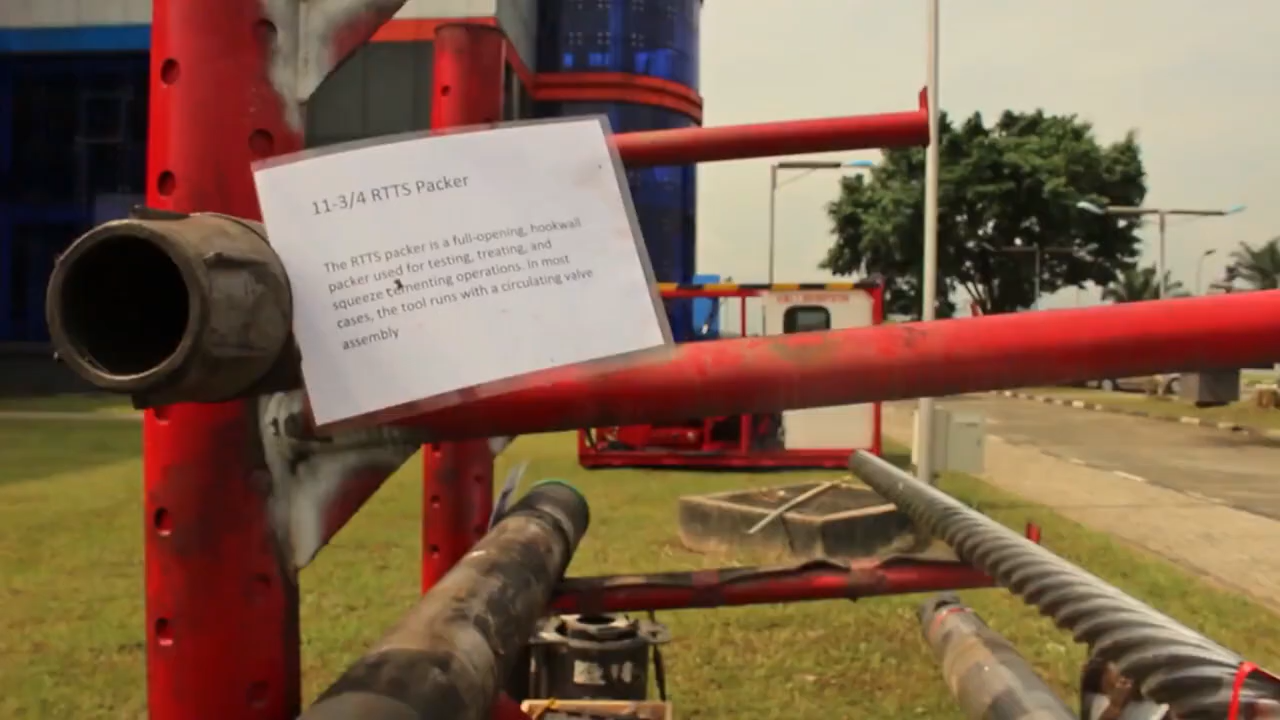 11-3/4 RTTS Packer
The RTTS packer is a full-opening, hookwall
packer used for testing, treating, and
squeeze cementing operations. In most
cases, the tool runs with a circulating valve
assembly